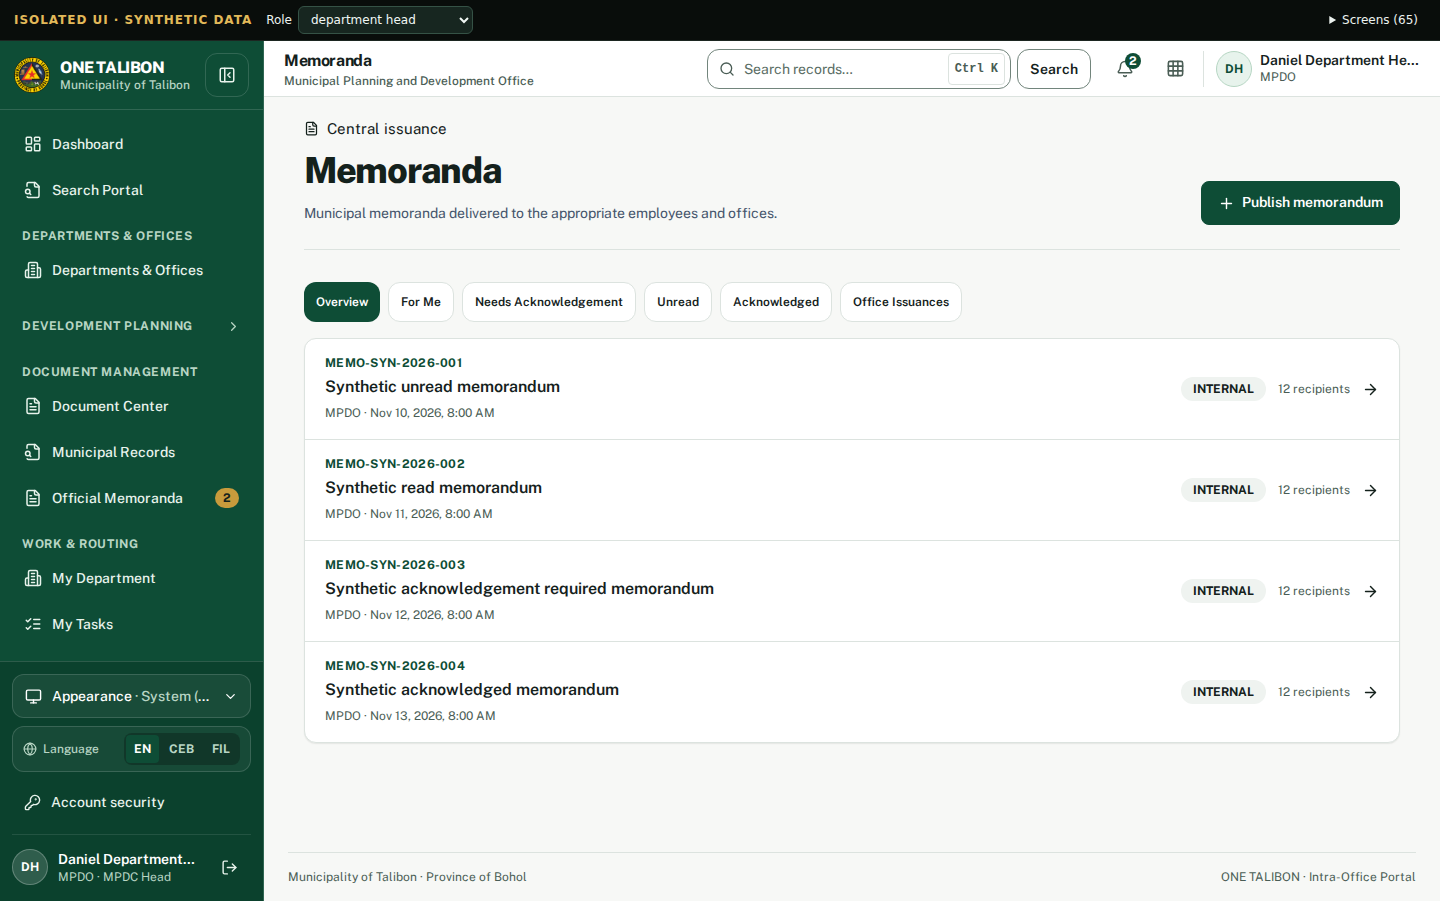 ISOLATED UI · SYNTHETIC DATA Role department head ▶ Screens (65)
ONE TALIBON
Municipality of Talibon
Dashboard
Search Portal
DEPARTMENTS & OFFICES
Departments & Offices
DEVELOPMENT PLANNING
DOCUMENT MANAGEMENT
Document Center
Municipal Records
Official Memoranda 2
WORK & ROUTING
My Department
My Tasks
Appearance · System (...
Language EN CEB FIL
Account security
DH Daniel Department...
MPDO · MPDC Head
Memoranda
Municipal Planning and Development Office
Search records... Ctrl K Search 2
DH Daniel Department He...
MPDO
Central issuance
Memoranda
Municipal memoranda delivered to the appropriate employees and offices.
Publish memorandum
Overview For Me Needs Acknowledgement Unread Acknowledged Office Issuances
MEMO-SYN-2026-001
Synthetic unread memorandum
MPDO · Nov 10, 2026, 8:00 AM
INTERNAL 12 recipients
MEMO-SYN-2026-002
Synthetic read memorandum
MPDO · Nov 11, 2026, 8:00 AM
INTERNAL 12 recipients
MEMO-SYN-2026-003
Synthetic acknowledgement required memorandum
MPDO · Nov 12, 2026, 8:00 AM
INTERNAL 12 recipients
MEMO-SYN-2026-004
Synthetic acknowledged memorandum
MPDO · Nov 13, 2026, 8:00 AM
INTERNAL 12 recipients
Municipality of Talibon · Province of Bohol
ONE TALIBON · Intra-Office Portal